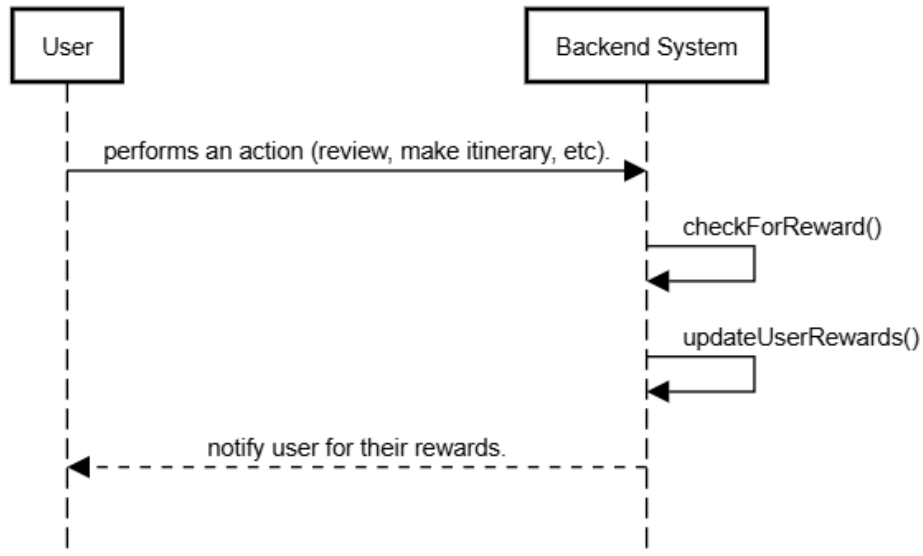 User
Backend System
performs an action (review, make itinerary, etc).
checkForReward()
updateUserRewards()
notify user for their rewards.